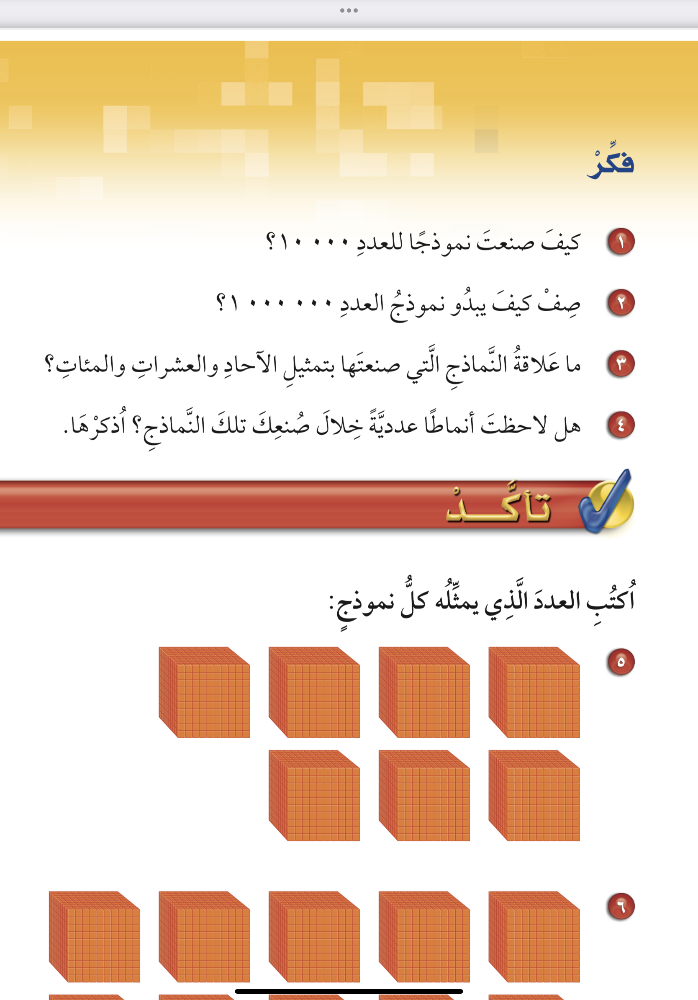 فكِّرْ
١ كيفَ صنعتَ نموذجًا للعددِ ١٠ ٠٠٠٠؟
٢ صِفْ كيفَ يبدُو نموذجُ العددِ ١ ٠٠٠ ٠٠٠؟
٣ ما عَلاقةُ النَّماذجِ الَّتي صنعتَها بتمثيلِ الآحادِ والعشراتِ والمئاتِ؟
٤ هل لاحظتَ أنماطًا عدديَّةً خِلالَ صُنعِكَ تلكَ النَّماذجِ؟ اُذكرْهَا.
تأكَّـــدْ
اُكتُبِ العددَ الَّذِي يمثِّلُه كلُّ نموذجٍ:
٥
٦